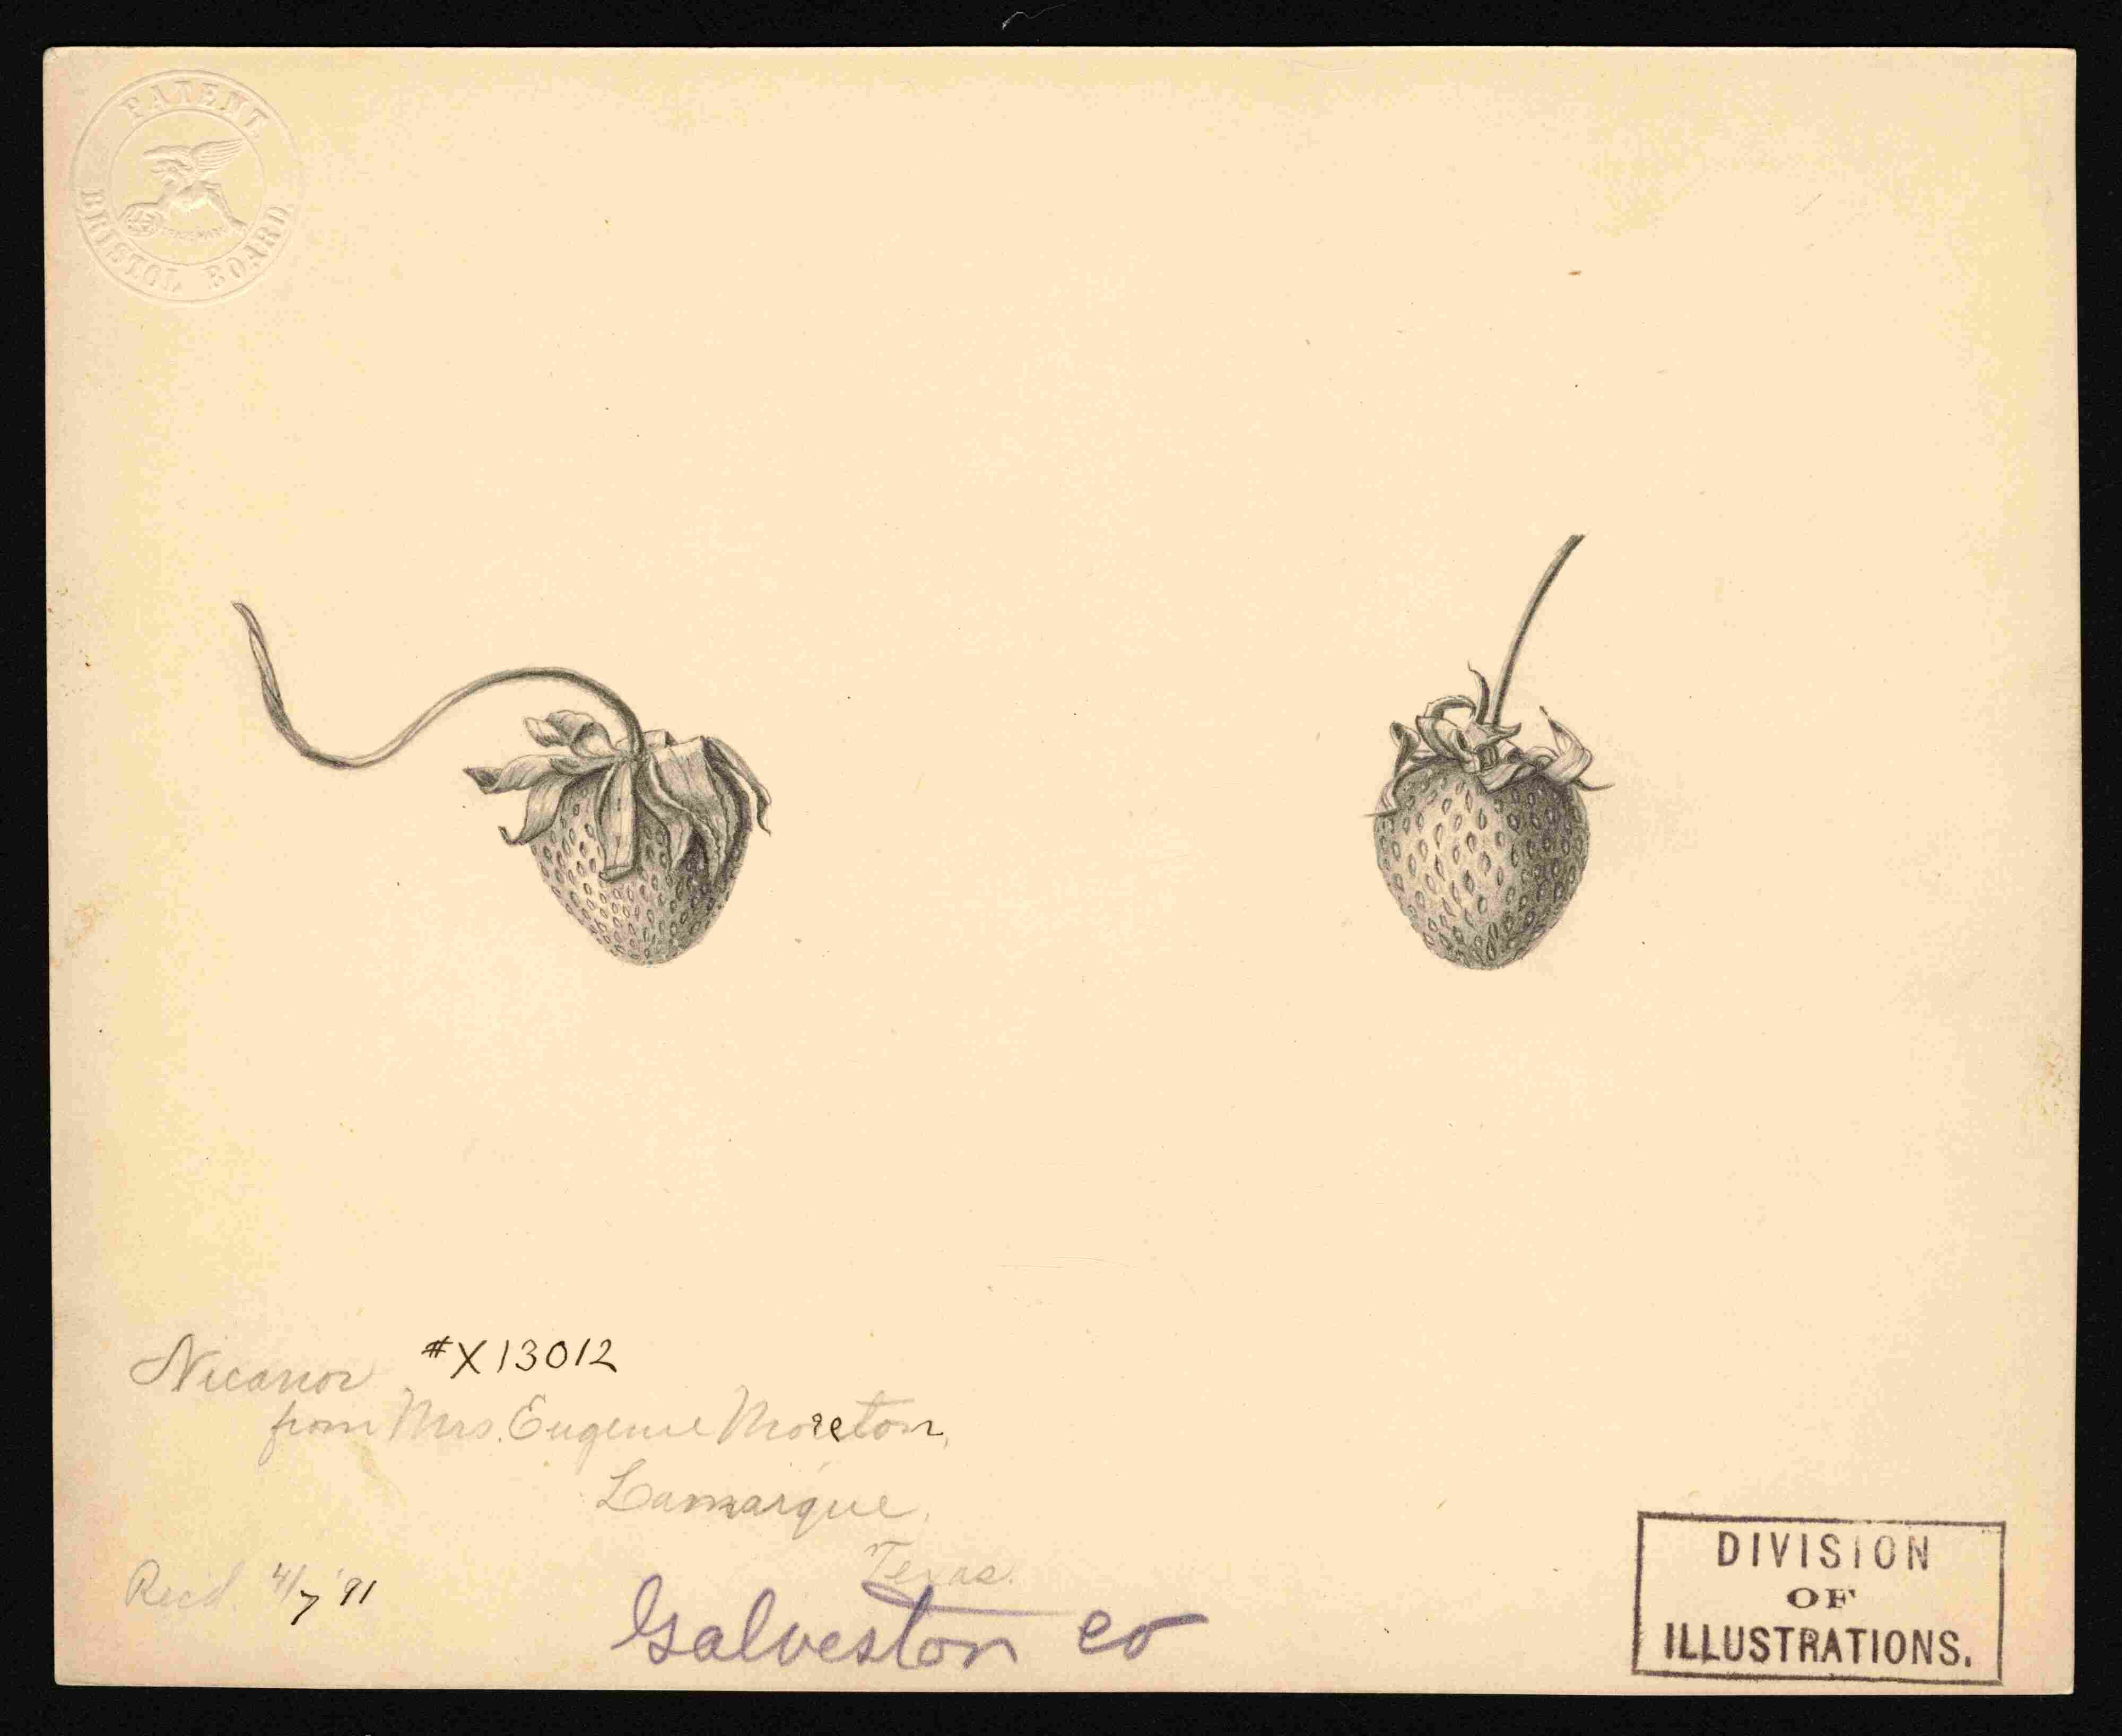 PATENT
BRISTOL BOARD
Nicanor #X13012
from Mrs. Eugenie Moreton,
Lamarque,
Texas.
Rec'd 4/7 '91
Galveston co
DIVISION
OF
ILLUSTRATIONS.